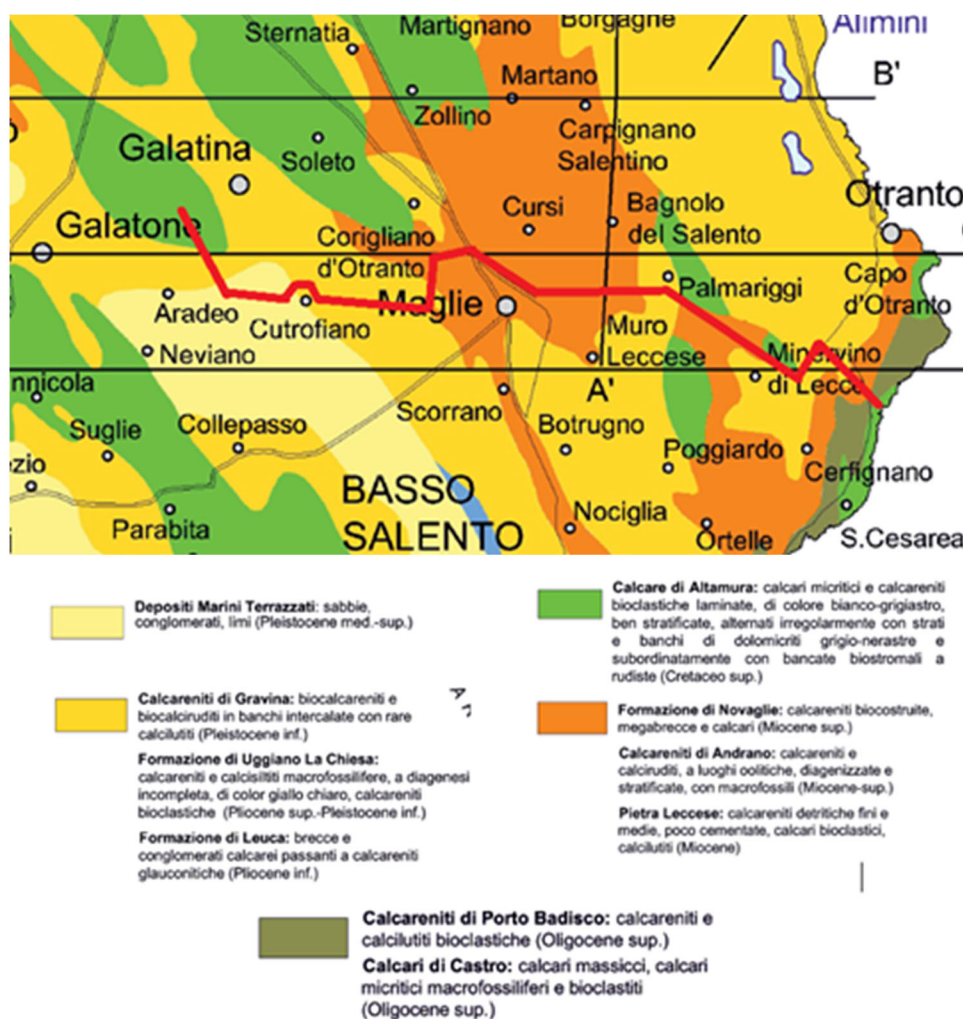 Sternatia
Martignano
Borgagne
Alimini
B'
Martano
Zollino
Carpignano
Salentino
Galatina
Soleto
Otranto
Cursi
Bagnolo
del Salento
Galatone
Corigliano
d'Otranto
Capo
d'Otranto
Palmariggi
Aradeo
Cutrofiano
Maglie
Muro
Leccese
Minervino
di Lecce
Neviano
A'
nnicola
Scorrano
Suglie
Collepasso
Botrugno
Poggiardo
Cerfignano
ezio
BASSO
SALENTO
Nociglia
Parabita
Ortelle
S.Cesarea
Depositi Marini Terrazzati: sabbie,
conglomerati, limi (Pleistocene med.-sup.)
Calcareniti di Gravina: biocalcareniti e
biocalciruditi in banchi intercalate con rare
calcilutiti (Pleistocene inf.)
Formazione di Uggiano La Chiesa:
calcareniti e calcisiltiti macrofossilifere, a diagenesi
incompleta, di color giallo chiaro, calcareniti
bioclastiche (Pliocene sup.-Pleistocene inf.)
Formazione di Leuca: brecce e
conglomerati calcarei passanti a calcareniti
glauconitiche (Pliocene inf.)
Calcare di Altamura: calcari micritici e calcareniti
bioclastiche laminate, di colore bianco-grigiastro,
ben stratificate, alternati irregolarmente con strati
e banchi di dolomicriti grigio-nerastre e
subordinatamente con bancate biostromali a
rudiste (Cretaceo sup.)
Formazione di Novaglie: calcareniti biocostruite,
megabrecce e calcari (Miocene sup.)
Calcareniti di Andrano: calcareniti e
calciruditi, a luoghi oolitiche, diagenizzate e
stratificate, con macrofossili (Miocene-sup.)
Pietra Leccese: calcareniti detritiche fini e
medie, poco cementate, calcari bioclastici,
calcilutiti (Miocene)
Calcareniti di Porto Badisco: calcareniti e
calcilutiti bioclastiche (Oligocene sup.)
Calcari di Castro: calcari massicci, calcari
micritici macrofossiliferi e bioclastiti
(Oligocene sup.)